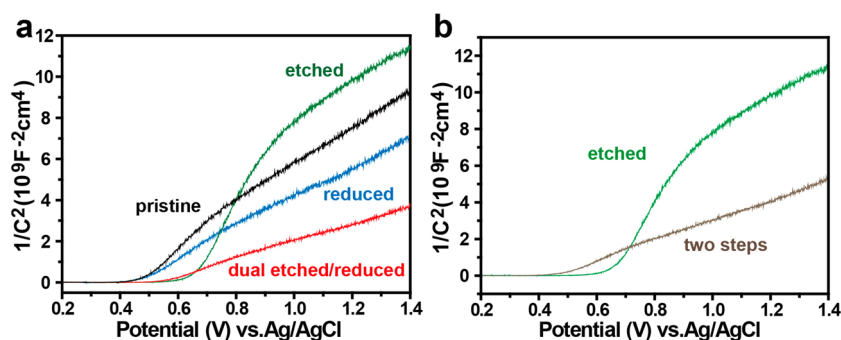 a
12
10
8
6
4
2
0
1/C²(10⁹F⁻²cm⁴)
etched
pristine
reduced
dual etched/reduced
0.2 0.4 0.6 0.8 1.0 1.2 1.4
Potential (V) vs.Ag/AgCl
b
12
10
8
6
4
2
0
1/C²(10⁹F⁻²cm⁴)
etched
two steps
0.2 0.4 0.6 0.8 1.0 1.2 1.4
Potential (V) vs.Ag/AgCl